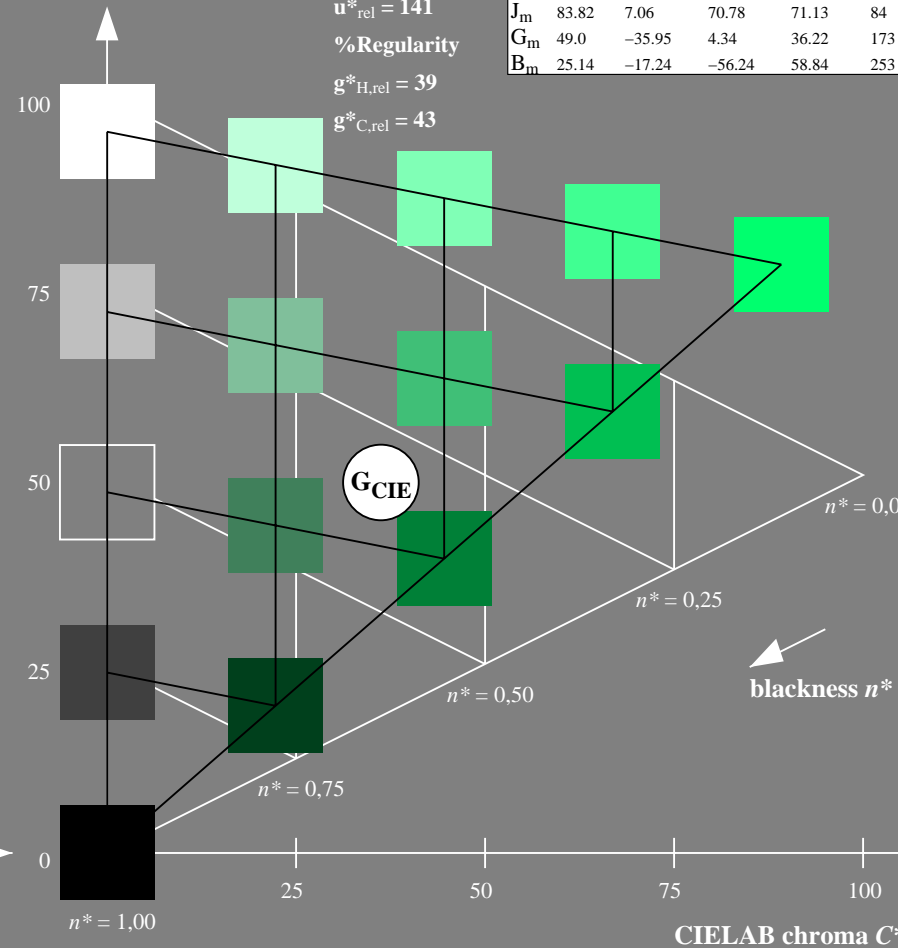 u*rel = 141
%Regularity
g*H,rel = 39
g*C,rel = 43
Jm 83.82 7.06 70.78 71.13 84
Gm 49.0 −35.95 4.34 36.22 173
Bm 25.14 −17.24 −56.24 58.84 253
100
75
50
25
0
GCIE
n* = 0,0
n* = 0,25
n* = 0,50
n* = 0,75
n* = 1,00
blackness n*
25 50 75 100
CIELAB chroma C*